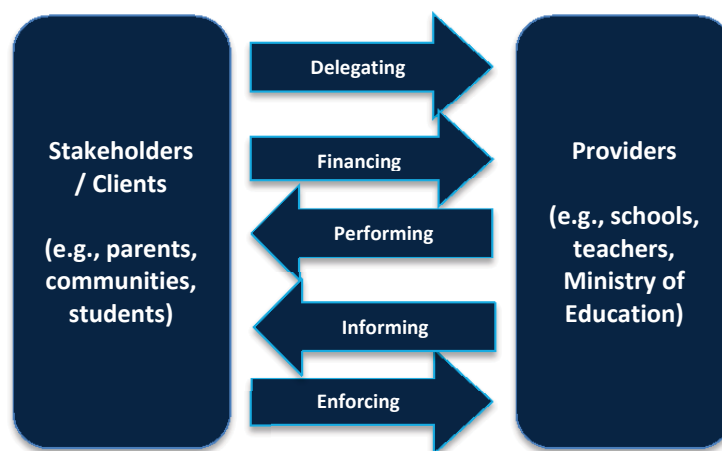 Stakeholders
/ Clients
(e.g., parents,
communities,
students)
Delegating
Financing
Performing
Informing
Enforcing
Providers
(e.g., schools,
teachers,
Ministry of
Education)